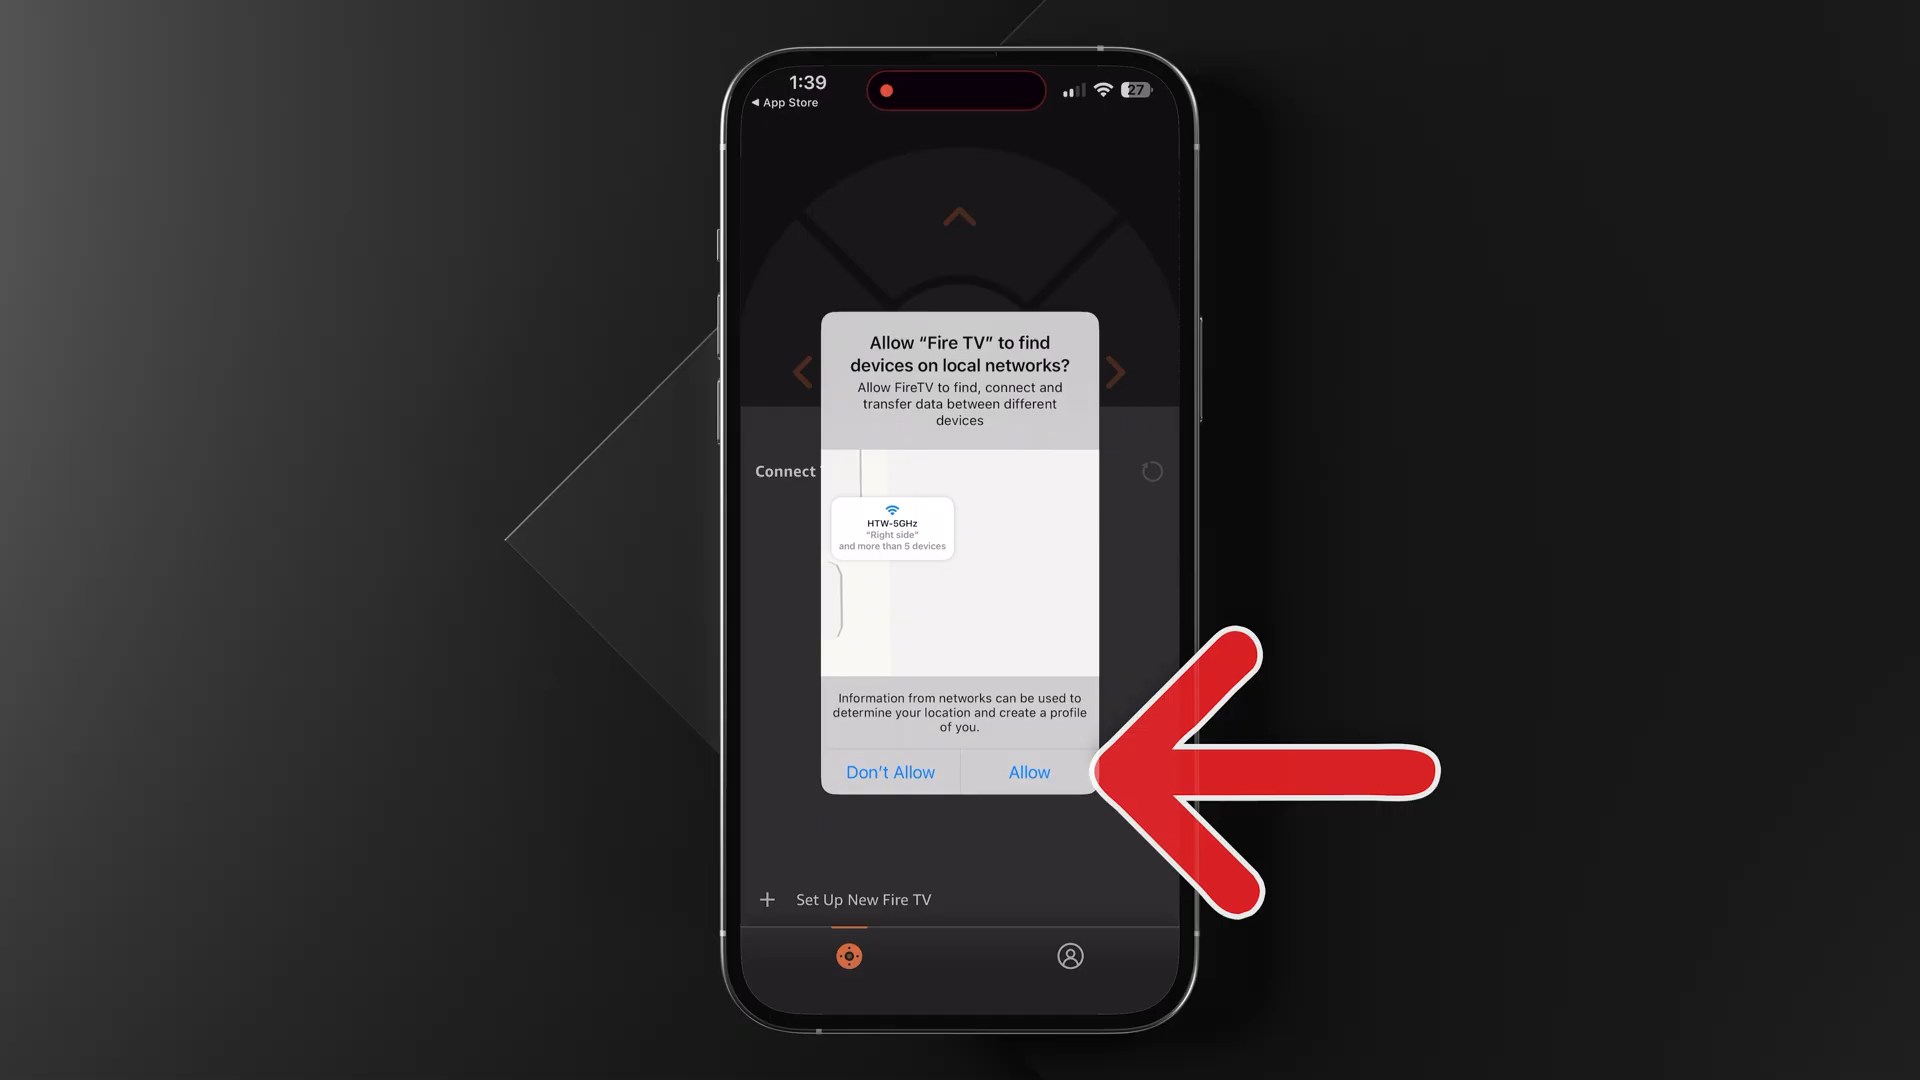 1:39
27
◀ App Store
Allow “Fire TV” to find
devices on local networks?
Allow FireTV to find, connect and
transfer data between different
devices
Connect
HTW-5GHz
“Right side”
and more than 5 devices
Information from networks can be used to
determine your location and create a profile
of you.
Don’t Allow
Allow
+ Set Up New Fire TV